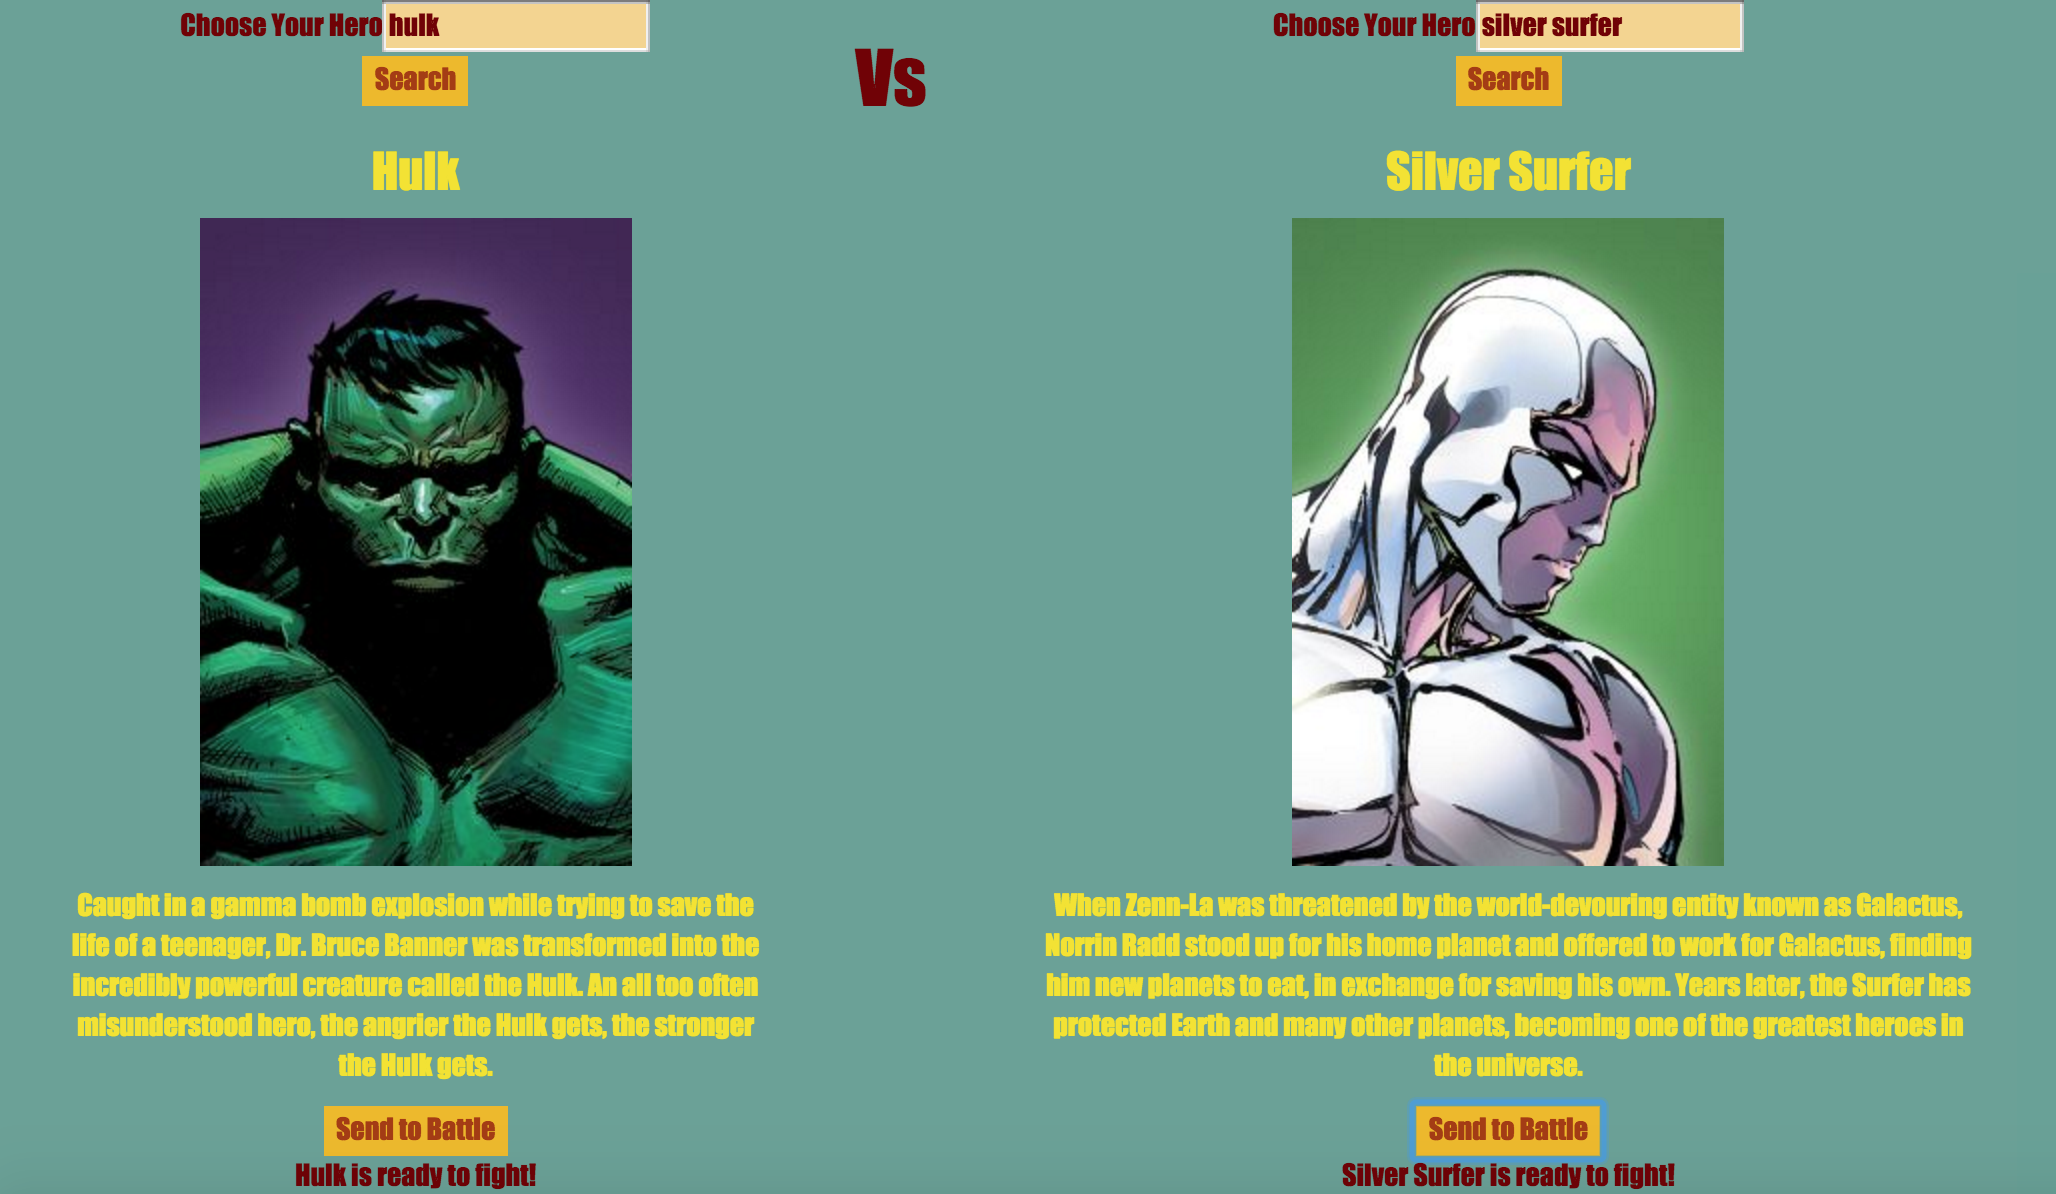 Choose Your Hero hulk
Search
Hulk
Caught in a gamma bomb explosion while trying to save the
life of a teenager, Dr. Bruce Banner was transformed into the
incredibly powerful creature called the Hulk. An all too often
misunderstood hero, the angrier the Hulk gets, the stronger
the Hulk gets.
Send to Battle
Hulk is ready to fight!
Vs
Choose Your Hero silver surfer
Search
Silver Surfer
When Zenn-La was threatened by the world-devouring entity known as Galactus,
Norrin Radd stood up for his home planet and offered to work for Galactus, finding
him new planets to eat, in exchange for saving his own. Years later, the Surfer has
protected Earth and many other planets, becoming one of the greatest heroes in
the universe.
Send to Battle
Silver Surfer is ready to fight!